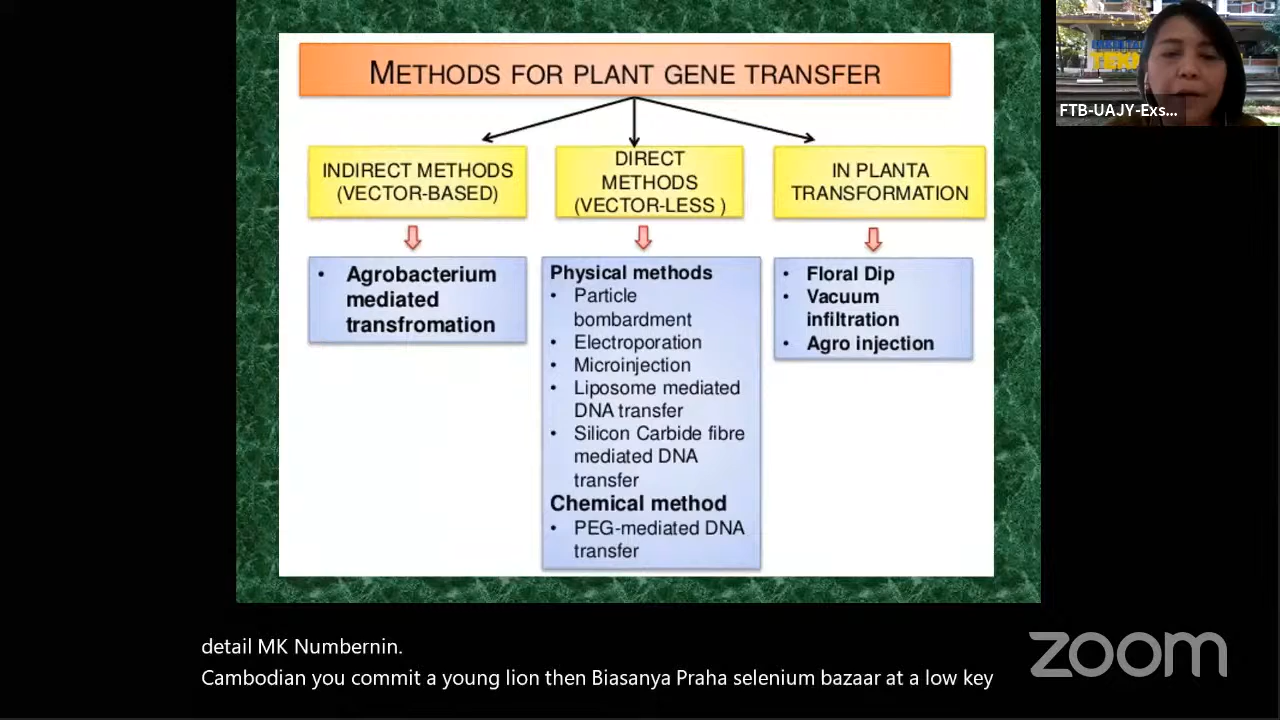 METHODS FOR PLANT GENE TRANSFER
INDIRECT METHODS
(VECTOR-BASED)
DIRECT
METHODS
(VECTOR-LESS )
IN PLANTA
TRANSFORMATION
• Agrobacterium
mediated
transfromation
Physical methods
• Particle
bombardment
• Electroporation
• Microinjection
• Liposome mediated
DNA transfer
• Silicon Carbide fibre
mediated DNA
transfer
Chemical method
• PEG-mediated DNA
transfer
• Floral Dip
• Vacuum
infiltration
• Agro injection
FTB-UAJY-Exs...
detail MK Numbernin.
Cambodian you commit a young lion then Biasanya Praha selenium bazaar at a low key
zoom